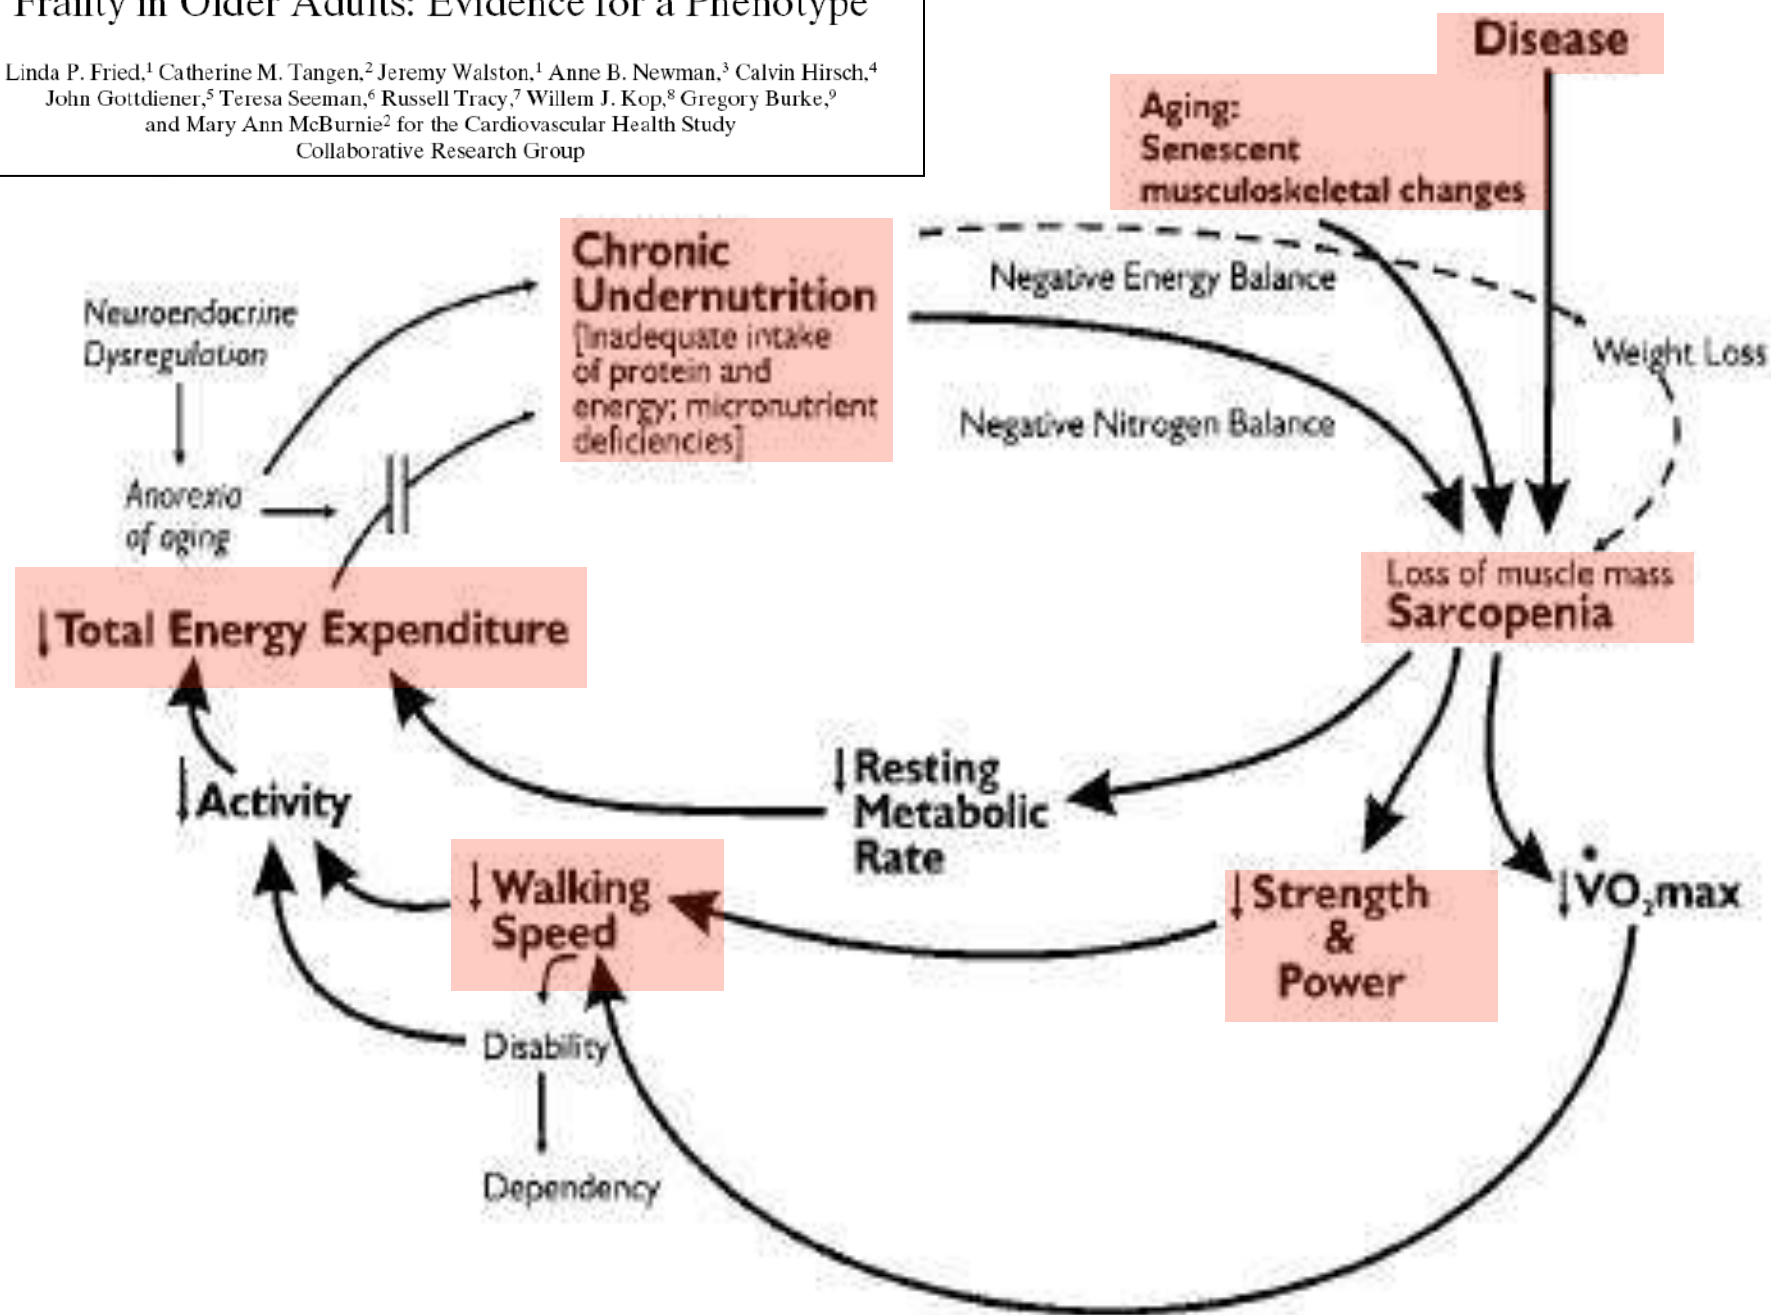 Frailty in Older Adults: Evidence for a Phenotype
Linda P. Fried,¹ Catherine M. Tangen,² Jeremy Walston,¹ Anne B. Newman,³ Calvin Hirsch,⁴
John Gottdiener,⁵ Teresa Seeman,⁶ Russell Tracy,⁷ Willem J. Kop,⁸ Gregory Burke,⁹
and Mary Ann McBurnie² for the Cardiovascular Health Study
Collaborative Research Group
Disease
Aging:
Senescent
musculoskeletal changes
Chronic
Undernutrition
[Inadequate intake
of protein and
energy; micronutrient
deficiencies]
Negative Energy Balance
Negative Nitrogen Balance
Weight Loss
Neuroendocrine
Dysregulation
Anorexia
of aging
↓Total Energy Expenditure
Loss of muscle mass
Sarcopenia
↓Resting
Metabolic
Rate
↓Activity
↓Walking
Speed
↓Strength
&
Power
↓V̇O₂max
Disability
Dependency